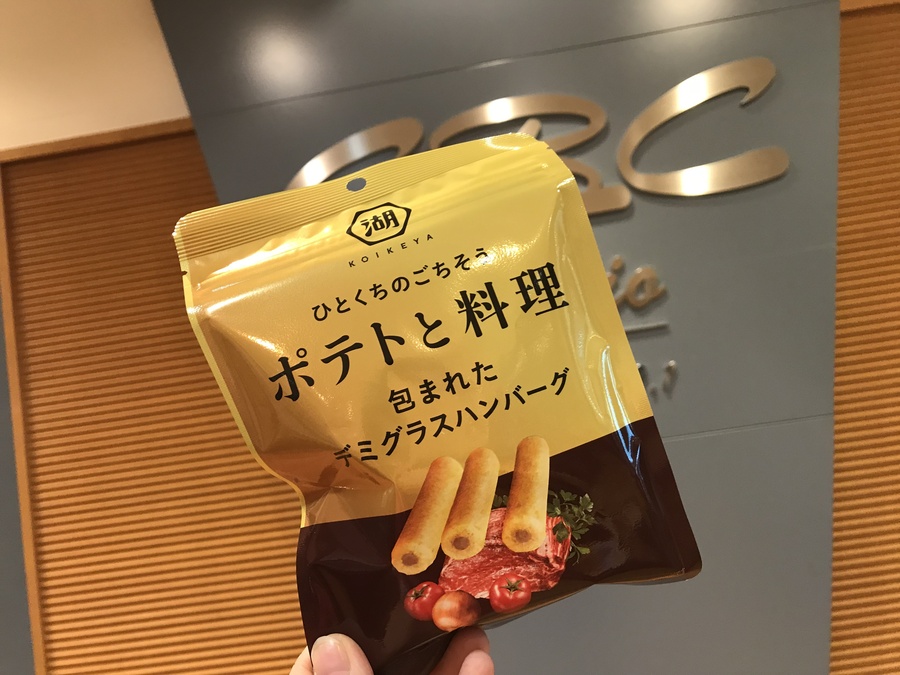 湖
KOIKEYA
ひとくちのごちそう
ポテトと料理
包まれた
デミグラスハンバーグ